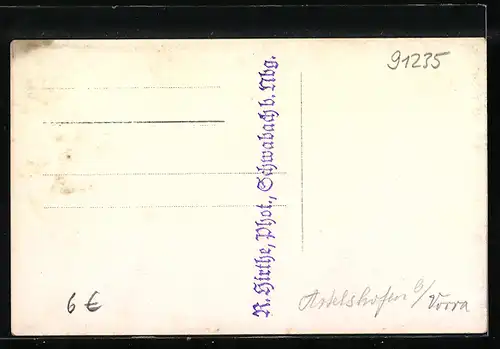 91235
R. Hirthe, Phot., Schwabach b. Nbg.
6 €
Artelshofen b/ Vorra